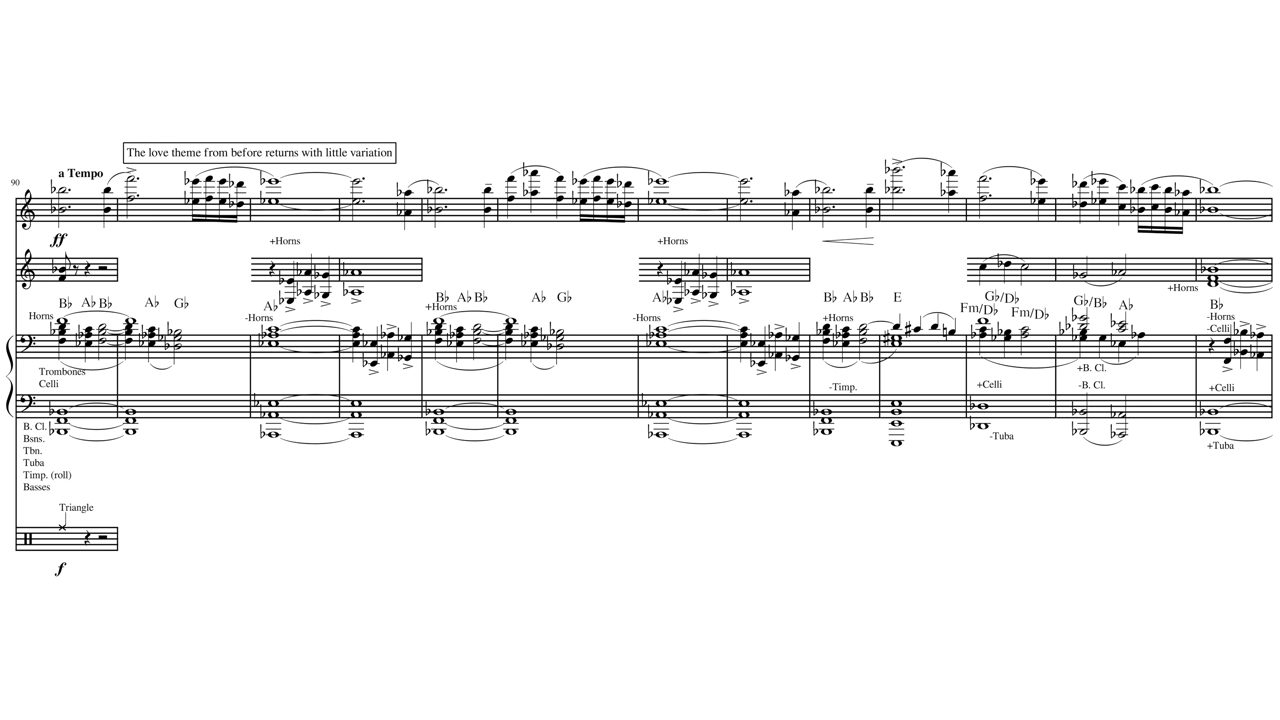 The love theme from before returns with little variation
a Tempo
90
ff
+Horns
+Horns
+Horns
Horns
B♭ A♭ B♭ A♭ G♭
-Horns
A♭
+Horns
B♭ A♭ B♭ A♭ G♭
-Horns
A♭
+Horns
B♭ A♭ B♭ E
Fm/D♭ G♭/D♭ Fm/D♭
G♭/B♭ A♭
B♭
-Horns
-Celli
Trombones
Celli
+B. Cl.
-Timp.
+Celli
-B. Cl.
+Celli
B. Cl.
Bsns.
Tbn.
Tuba
Timp. (roll)
Basses
-Tuba
+Tuba
Triangle
f